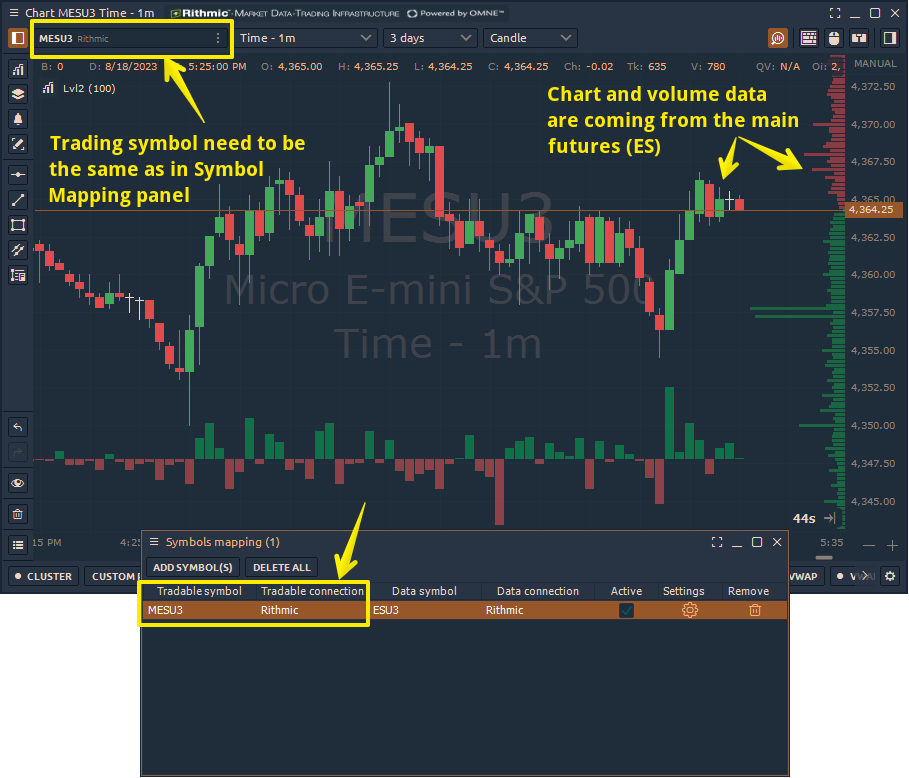 Chart MESU3 Time - 1m
Rithmic - MARKET DATA-TRADING INFRASTRUCTURE
Powered by OMNE™
MESU3 Rithmic
Time - 1m
3 days
Candle
B: 0 D: 8/18/2023 5:25:00 PM O: 4,365.00 H: 4,365.25 L: 4,364.25 C: 4,364.25 Ch: -0.02 Tk: 635 V: 780 QV: N/A OI: 2,
MANUAL
Lvl2 (100)
Trading symbol need to be
the same as in Symbol
Mapping panel
Chart and volume data
are coming from the main
futures (ES)
MESU3
Micro E-mini S&P 500
Time - 1m
4,372.50
4,370.00
4,367.50
4,365.00
4,364.25
4,362.50
4,360.00
4,357.50
4,355.00
4,352.50
4,350.00
4,347.50
4,345.00
44s
:15 PM
4:25
5:35
CLUSTER
CUSTOM
VWAP
Symbols mapping (1)
ADD SYMBOL(S)
DELETE ALL
Tradable symbol Tradable connection Data symbol Data connection Active Settings Remove
MESU3 Rithmic ESU3 Rithmic